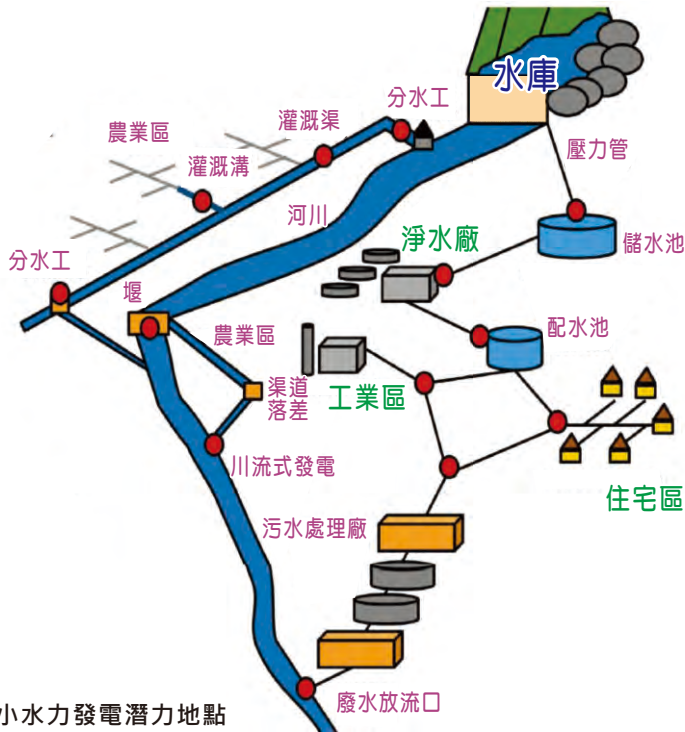 水庫
分水工
灌溉渠
農業區
灌溉溝
壓力管
河川
儲水池
淨水廠
分水工
堰
農業區
配水池
渠道
落差
工業區
川流式發電
住宅區
污水處理廠
廢水放流口
小水力發電潛力地點